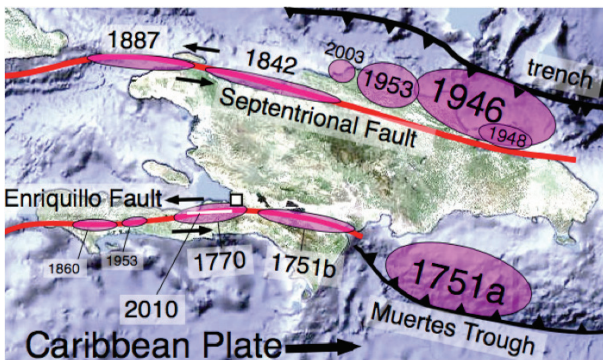 1887
1842
2003
1953
1946
1948
trench
Septentrional Fault
Enriquillo Fault
1860
1953
1770
1751b
2010
1751a
Muertes Trough
Caribbean Plate